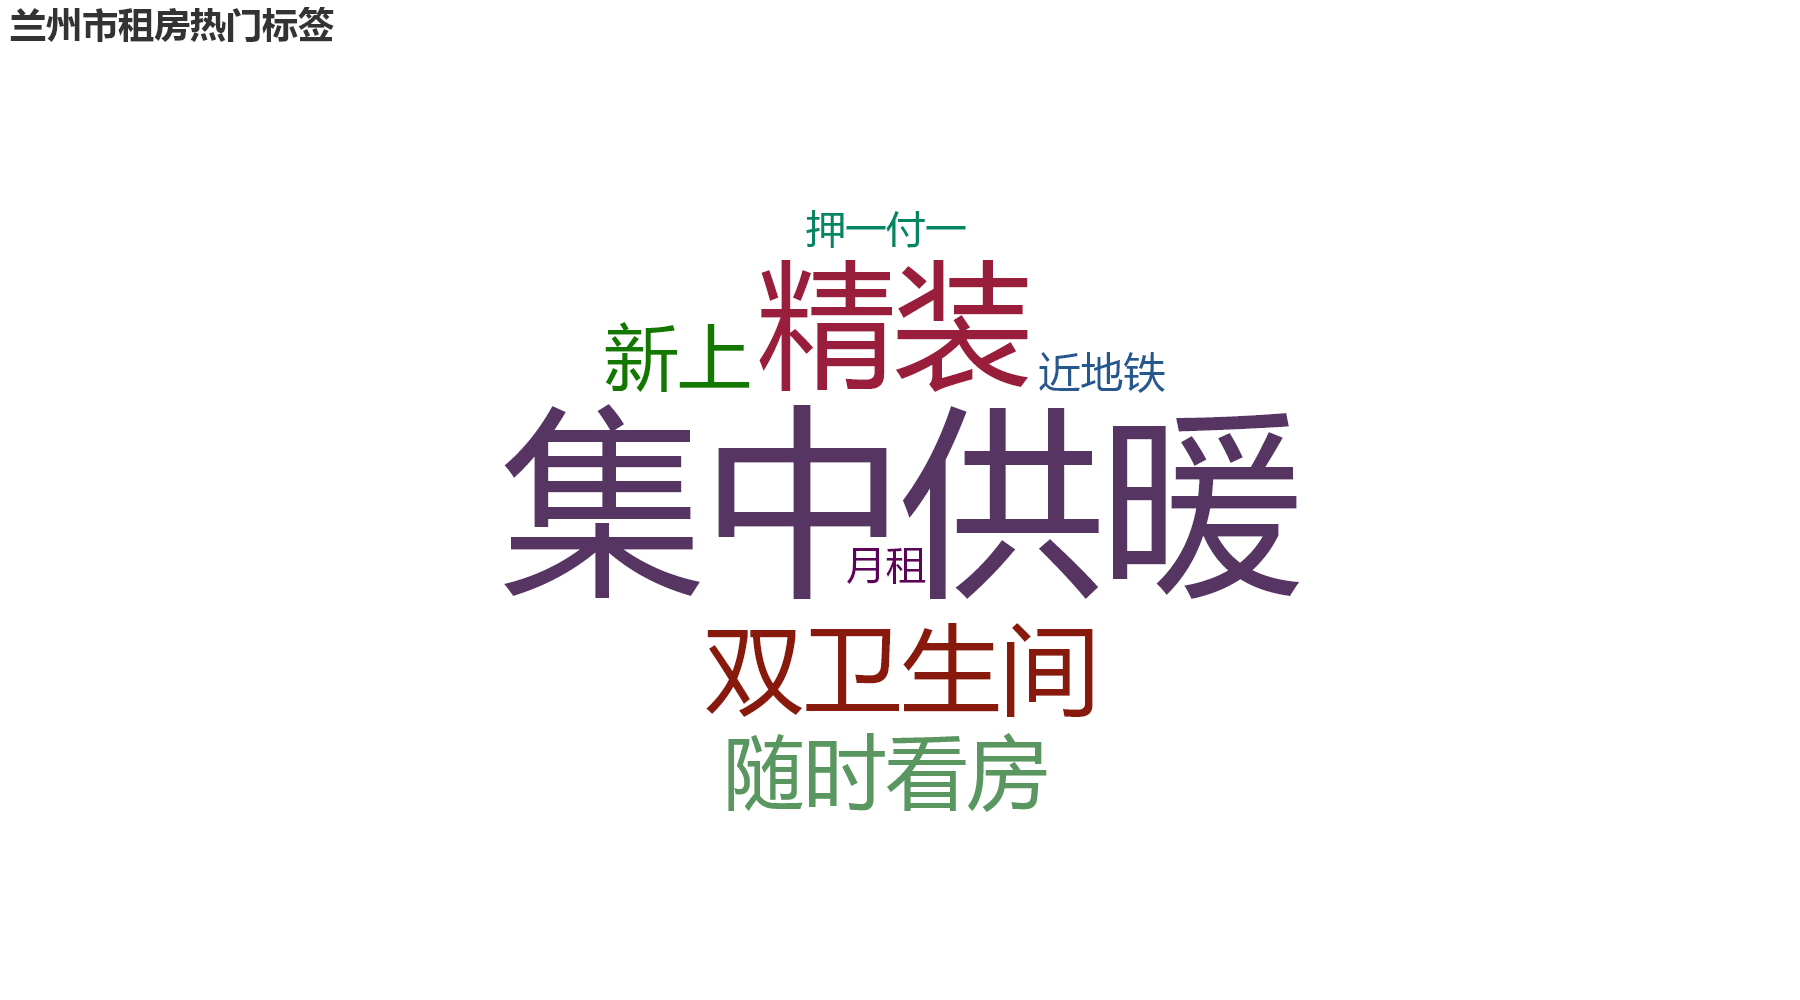 兰州市租房热门标签
押一付一
精装
新上
近地铁
集中供暖
月租
双卫生间
随时看房